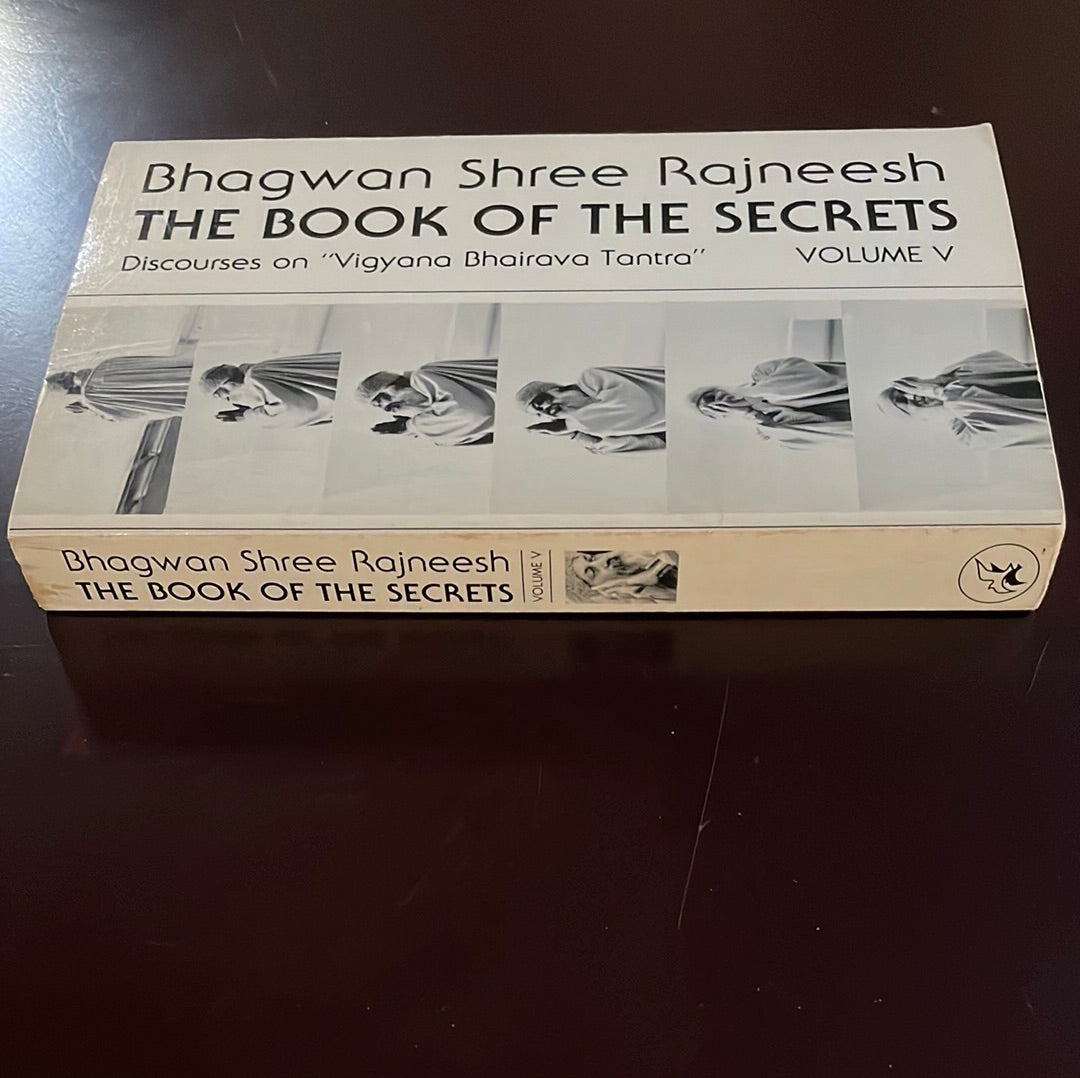 Bhagwan Shree Rajneesh
THE BOOK OF THE SECRETS
Discourses on "Vigyana Bhairava Tantra" VOLUME V
Bhagwan Shree Rajneesh
THE BOOK OF THE SECRETS
VOLUME V